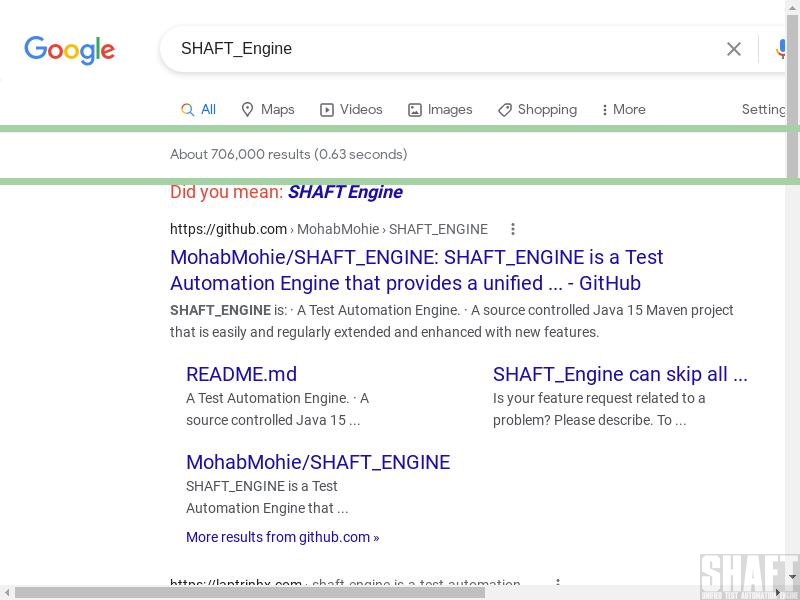 Google
SHAFT_Engine
All Maps Videos Images Shopping More Setting
About 706,000 results (0.63 seconds)
Did you mean: SHAFT Engine
https://github.com › MohabMohie › SHAFT_ENGINE
MohabMohie/SHAFT_ENGINE: SHAFT_ENGINE is a Test
Automation Engine that provides a unified ... - GitHub
SHAFT_ENGINE is: · A Test Automation Engine. · A source controlled Java 15 Maven project
that is easily and regularly extended and enhanced with new features.
README.md
A Test Automation Engine. · A
source controlled Java 15 ...
SHAFT_Engine can skip all ...
Is your feature request related to a
problem? Please describe. To ...
MohabMohie/SHAFT_ENGINE
SHAFT_ENGINE is a Test
Automation Engine that ...
More results from github.com »
https://laptrinhx.com › shaft-engine-is-a-test-automation...
SHAFT
UNIFIED TEST AUTOMATION ENGINE